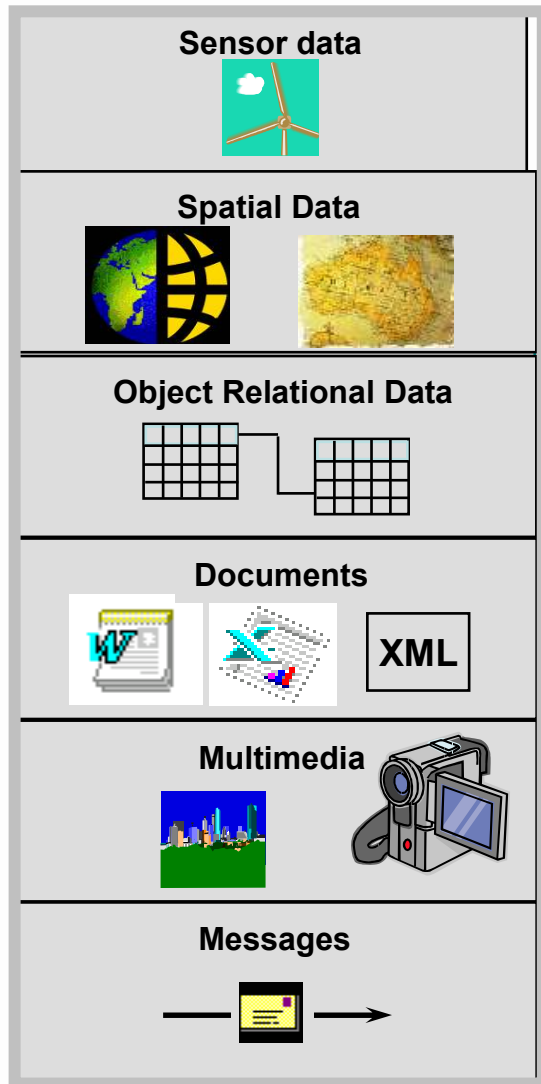 Sensor data
Spatial Data
Object Relational Data
Documents
W
X
XML
Multimedia
Messages